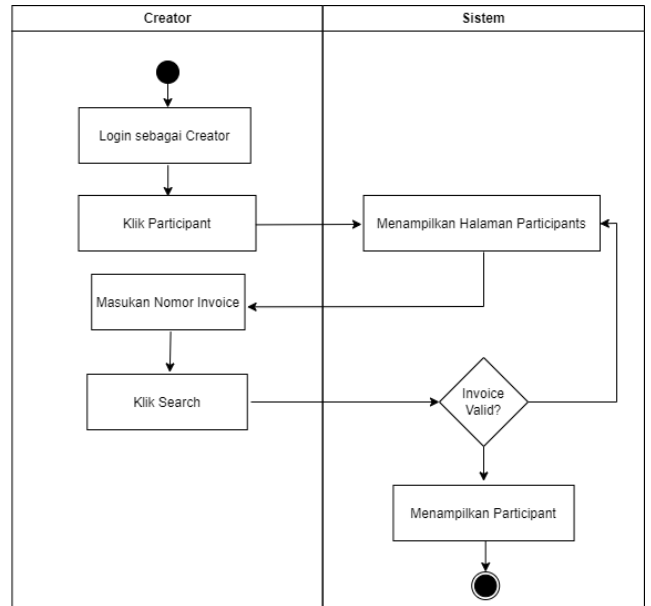 Creator
Sistem
Login sebagai Creator
Klik Participant
Menampilkan Halaman Participants
Masukan Nomor Invoice
Klik Search
Invoice
Valid?
Menampilkan Participant